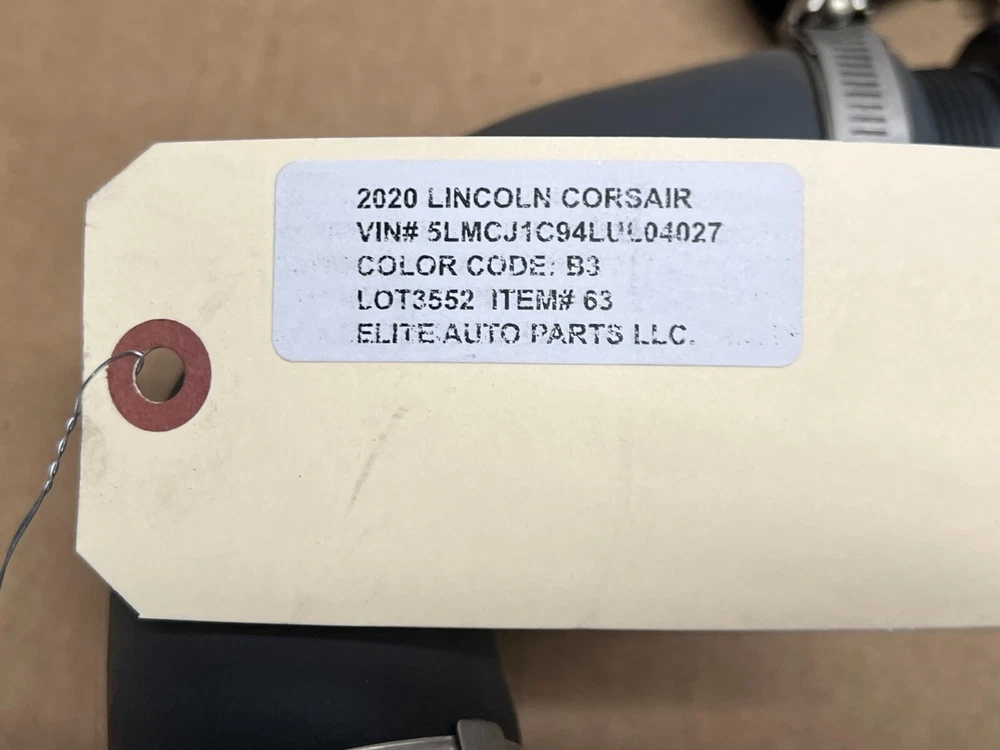 2020 LINCOLN CORSAIR
VIN# 5LMCJ1C94LUL04027
COLOR CODE: B3
LOT3552 ITEM# 63
ELITE AUTO PARTS LLC.